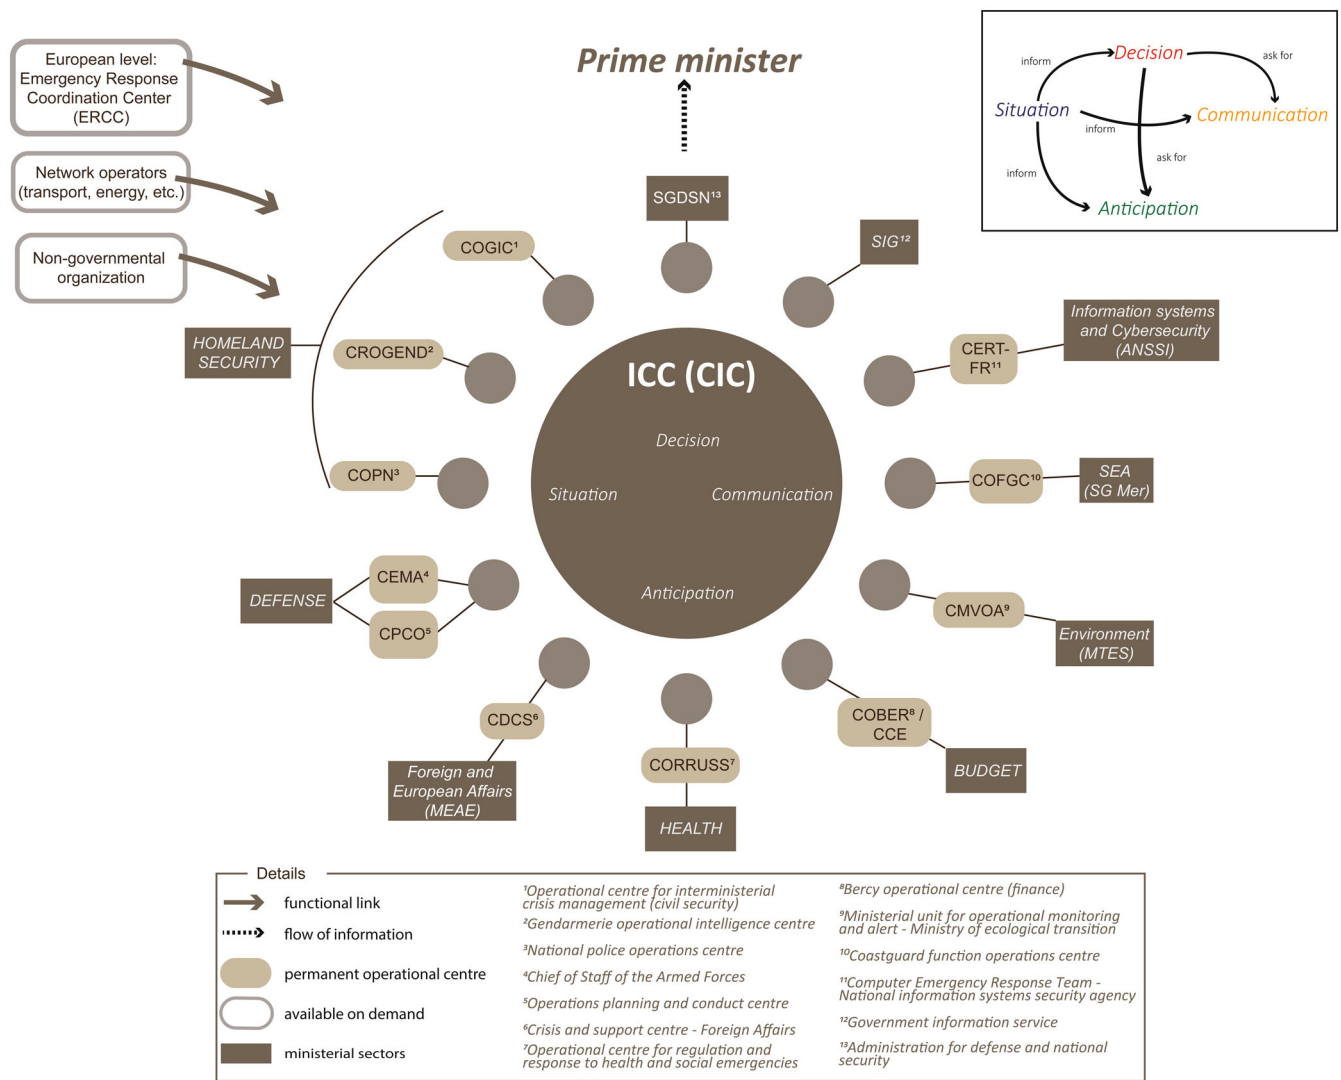 European level:
Emergency Response
Coordination Center
(ERCC)
Network operators
(transport, energy, etc.)
Non-governmental
organization
Prime minister
inform
Decision
ask for
Situation
inform
Communication
inform
ask for
Anticipation
SGDSN¹³
SIG¹²
COGIC¹
HOMELAND
SECURITY
CROGEND²
COPN³
DEFENSE
CEMA⁴
CPCO⁵
CDCS⁶
Foreign and
European Affairs
(MEAE)
CORRUSS⁷
HEALTH
COBER⁸ /
CCE
BUDGET
CMVOA⁹
Environment
(MTES)
COFGC¹⁰
SEA
(SG Mer)
CERT-
FR¹¹
Information systems
and Cybersecurity
(ANSSI)
ICC (CIC)
Decision
Situation
Communication
Anticipation
Details
functional link
flow of information
permanent operational centre
available on demand
ministerial sectors
¹Operational centre for interministerial
crisis management (civil security)
²Gendarmerie operational intelligence centre
³National police operations centre
⁴Chief of Staff of the Armed Forces
⁵Operations planning and conduct centre
⁶Crisis and support centre - Foreign Affairs
⁷Operational centre for regulation and
response to health and social emergencies
⁸Bercy operational centre (finance)
⁹Ministerial unit for operational monitoring
and alert - Ministry of ecological transition
¹⁰Coastguard function operations centre
¹¹Computer Emergency Response Team -
National information systems security agency
¹²Government information service
¹³Administration for defense and national
security